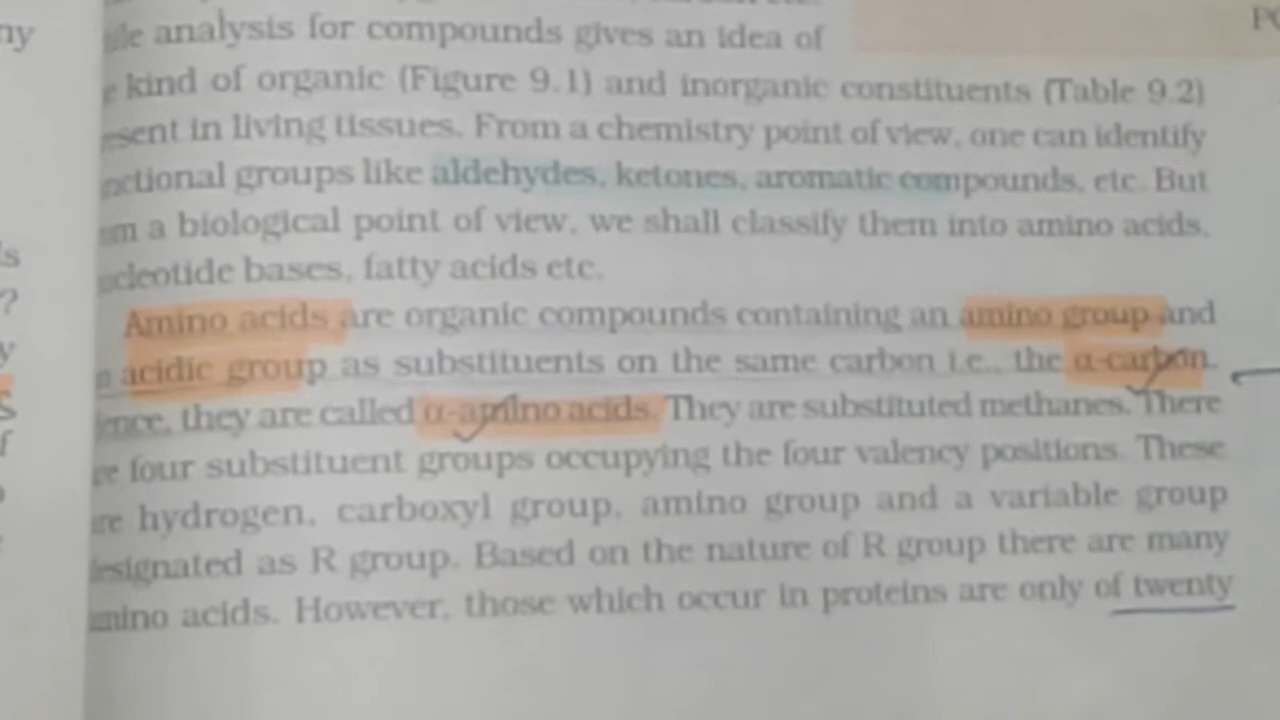 analysis for compounds gives an idea of
kind of organic (Figure 9.1) and inorganic constituents (Table 9.2)
in living tissues. From a chemistry point of view, one can identify
groups like aldehydes, ketones, aromatic compounds, etc. But
a biological point of view, we shall classify them into amino acids,
bases, fatty acids etc.
Amino acids are organic compounds containing an amino group and
acidic group as substituents on the same carbon i.e., the α-carbon.
they are called α-amino acids. They are substituted methanes. There
four substituent groups occupying the four valency positions. These
hydrogen, carboxyl group, amino group and a variable group
as R group. Based on the nature of R group there are many
acids. However, those which occur in proteins are only of twenty